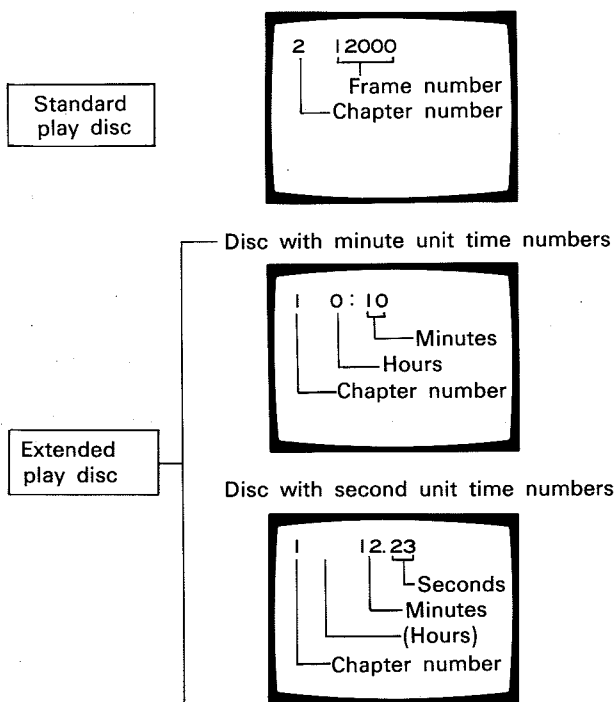 Standard
play disc
2 12000
Frame number
Chapter number
Extended
play disc
Disc with minute unit time numbers
1 0:10
Minutes
Hours
Chapter number
Disc with second unit time numbers
1 12.23
Seconds
Minutes
(Hours)
Chapter number